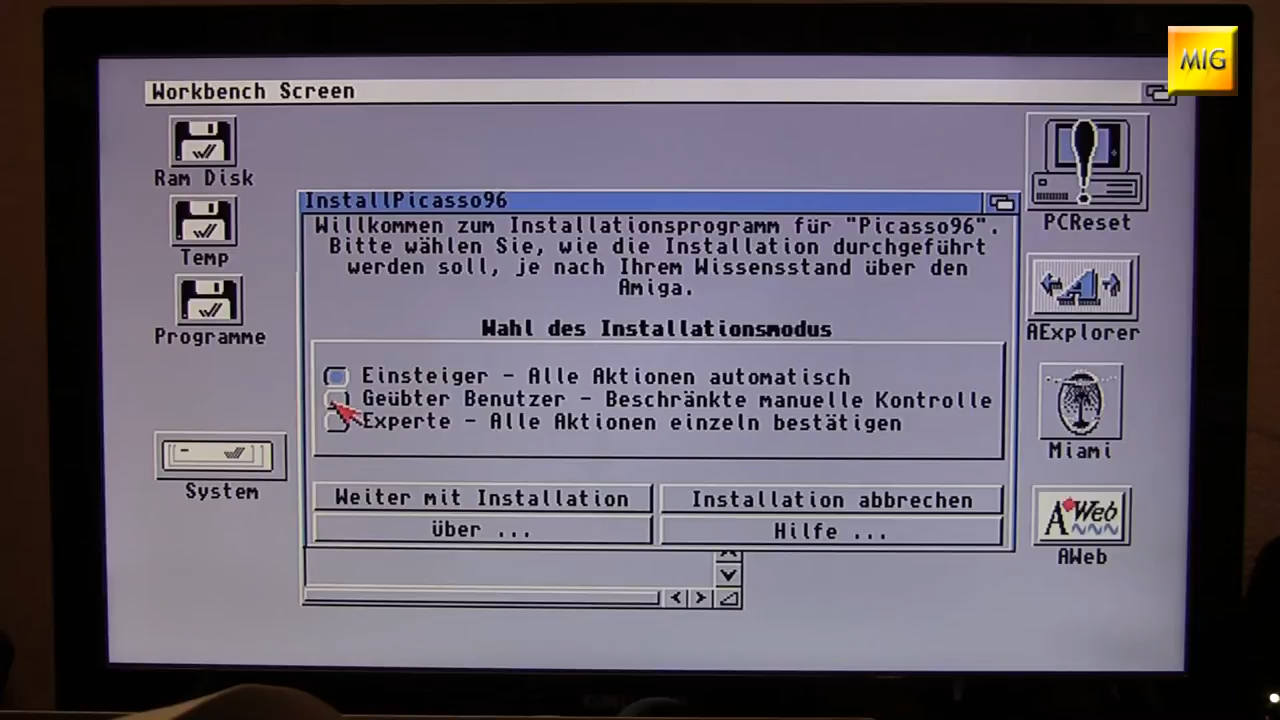 MIG
Workbench Screen
Ram Disk
Temp
Programme
System
InstallPicasso96
Willkommen zum Installationsprogramm für "Picasso96".
Bitte wählen Sie, wie die Installation durchgeführt
werden soll, je nach Ihrem Wissensstand über den
Amiga.
Wahl des Installationsmodus
Einsteiger - Alle Aktionen automatisch
Geübter Benutzer - Beschränkte manuelle Kontrolle
Experte - Alle Aktionen einzeln bestätigen
Weiter mit Installation
Installation abbrechen
über ...
Hilfe ...
PCReset
AExplorer
Miami
AWeb
AWeb